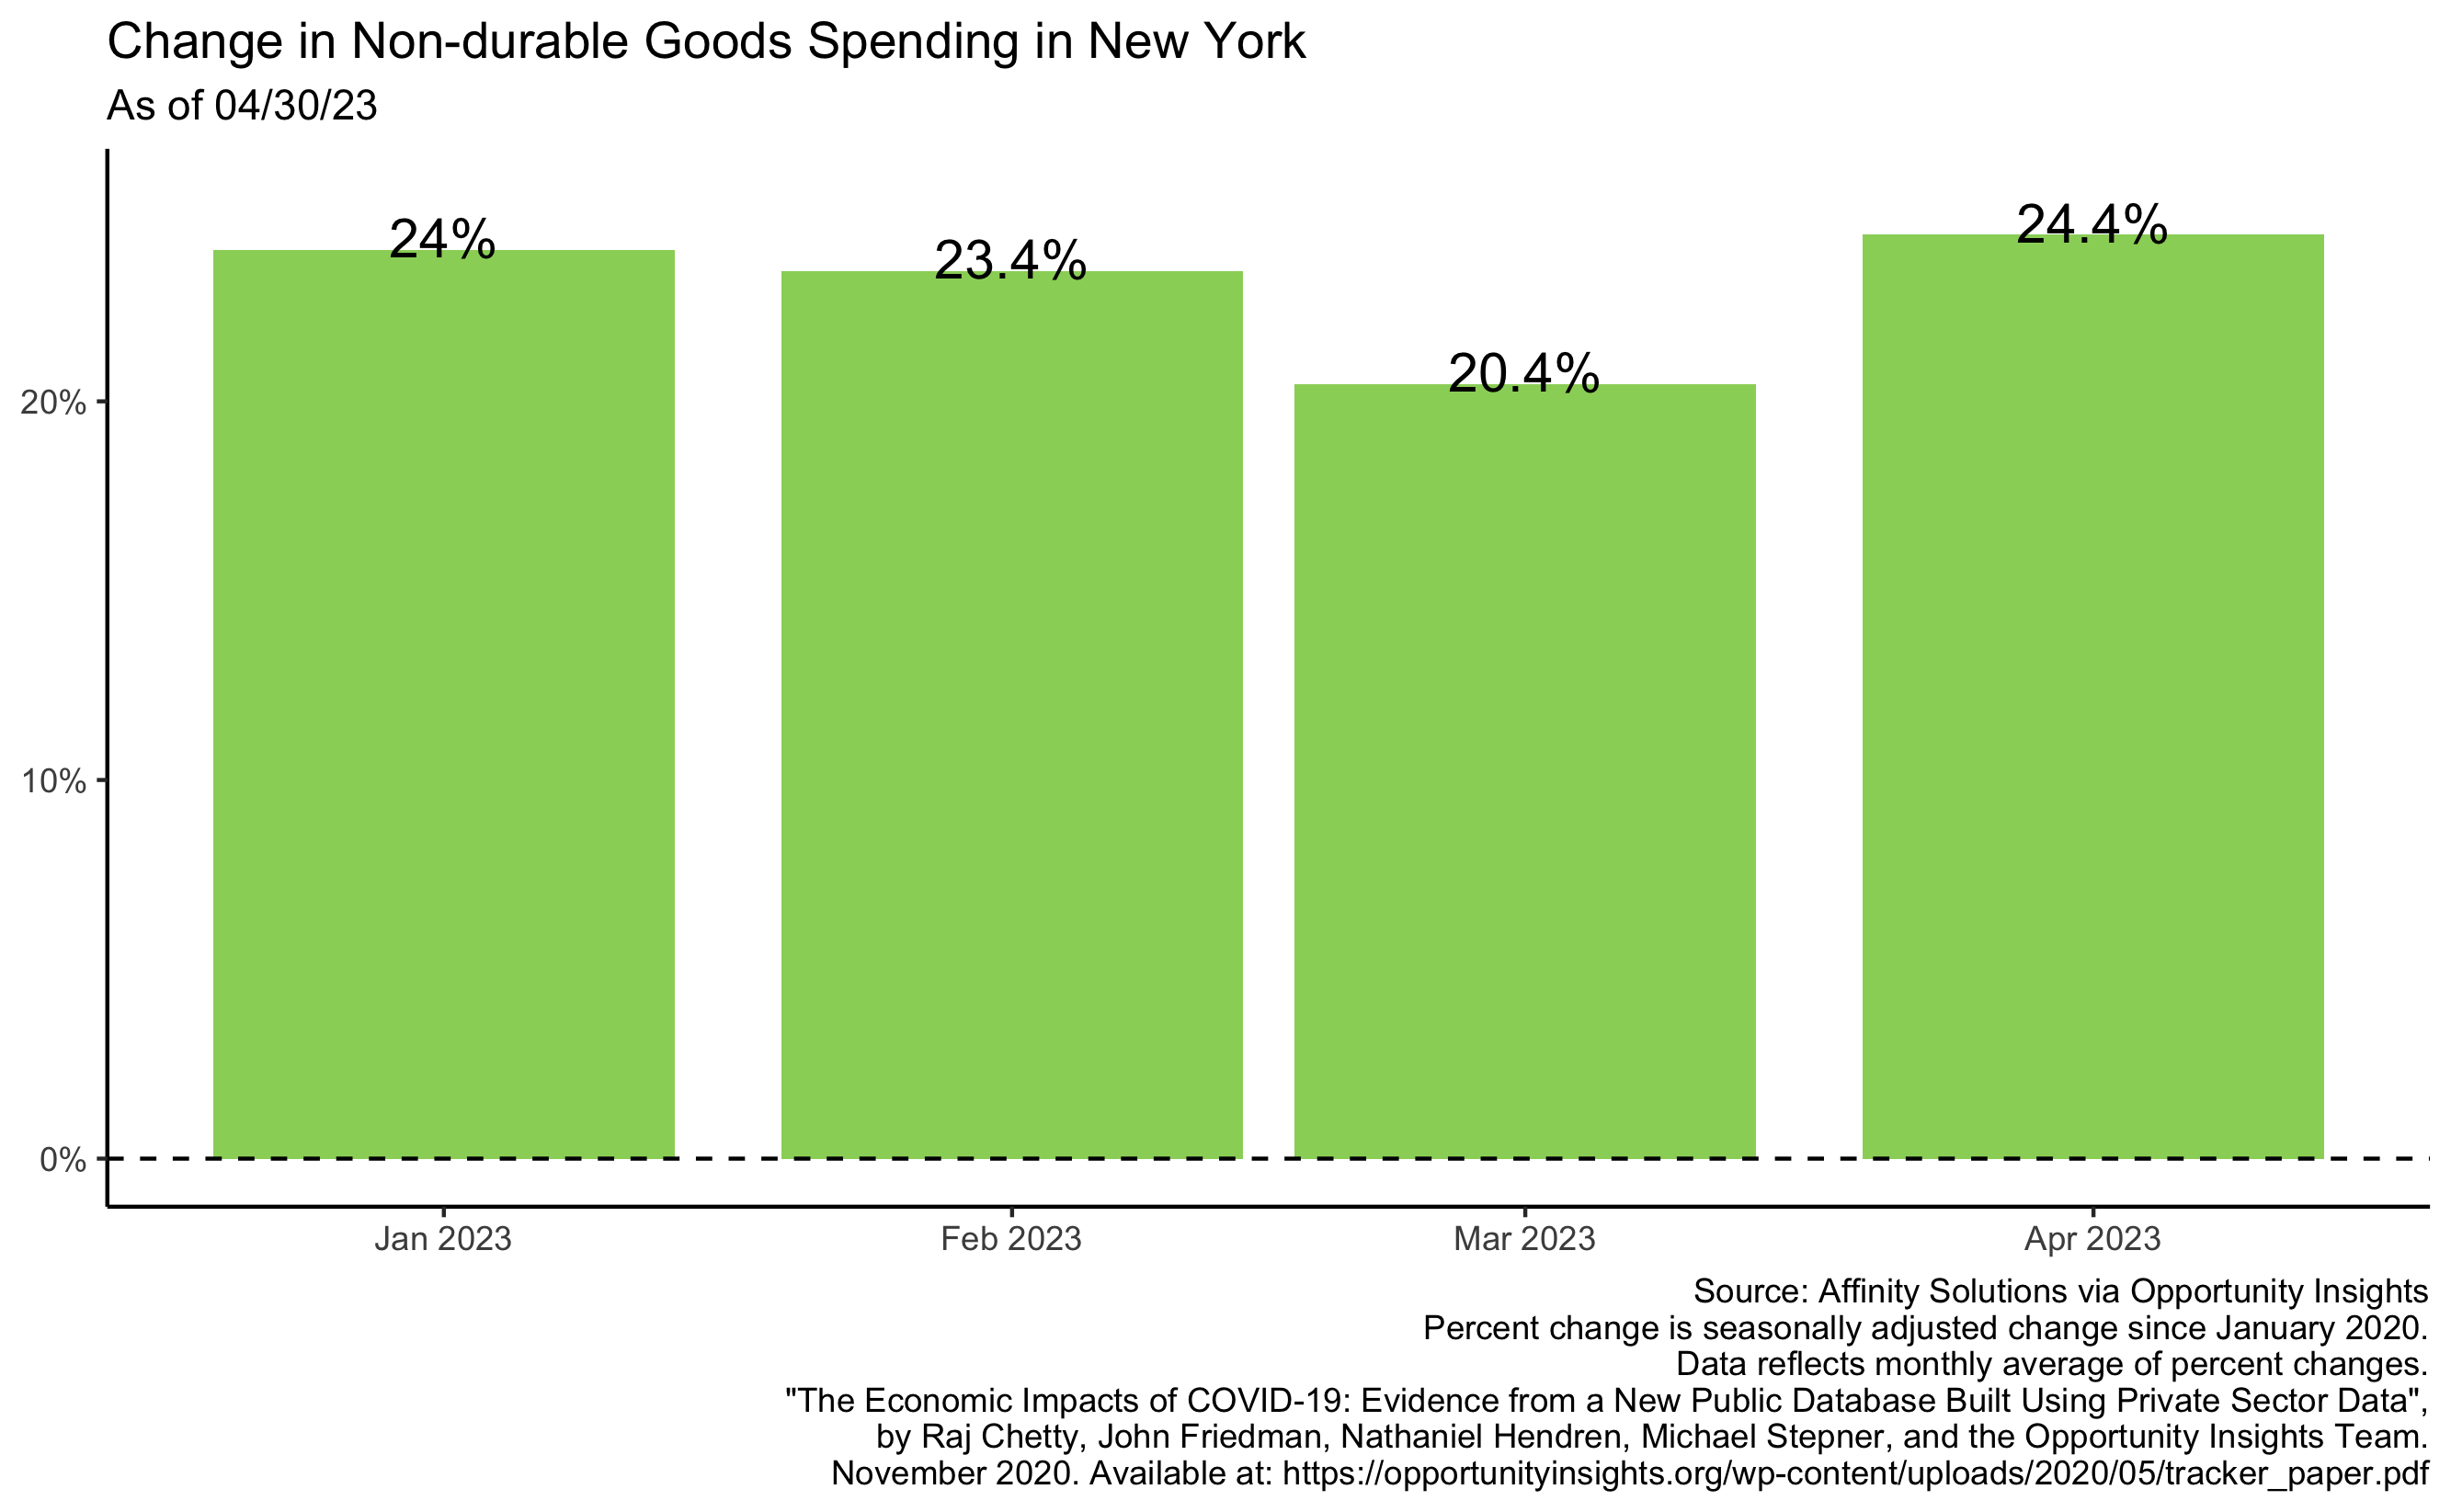 Change in Non-durable Goods Spending in New York
As of 04/30/23
24%
23.4%
20.4%
24.4%
20%
10%
0%
Jan 2023
Feb 2023
Mar 2023
Apr 2023
Source: Affinity Solutions via Opportunity Insights
Percent change is seasonally adjusted change since January 2020.
Data reflects monthly average of percent changes.
"The Economic Impacts of COVID-19: Evidence from a New Public Database Built Using Private Sector Data",
by Raj Chetty, John Friedman, Nathaniel Hendren, Michael Stepner, and the Opportunity Insights Team.
November 2020. Available at: https://opportunityinsights.org/wp-content/uploads/2020/05/tracker_paper.pdf